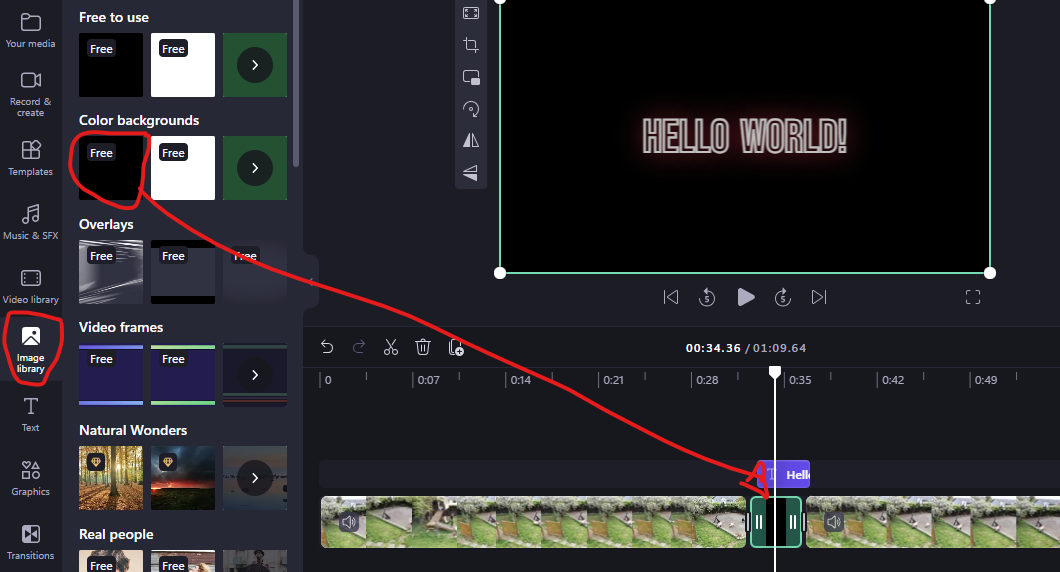 Your media
Record &
create
Templates
Music & SFX
Video library
Image
library
Text
Graphics
Transitions
Free to use
Free
Free
Color backgrounds
Free
Free
Overlays
Free
Free
Free
Video frames
Free
Free
Natural Wonders
Real people
Free
Free
HELLO WORLD!
5
5
00:34.36 / 01:09.64
0
0:07
0:14
0:21
0:28
0:35
0:42
0:49
T Hello